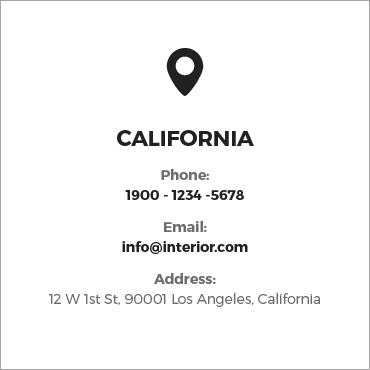 CALIFORNIA
Phone:
1900 - 1234 -5678
Email:
info@interior.com
Address:
12 W 1st St, 90001 Los Angeles, California